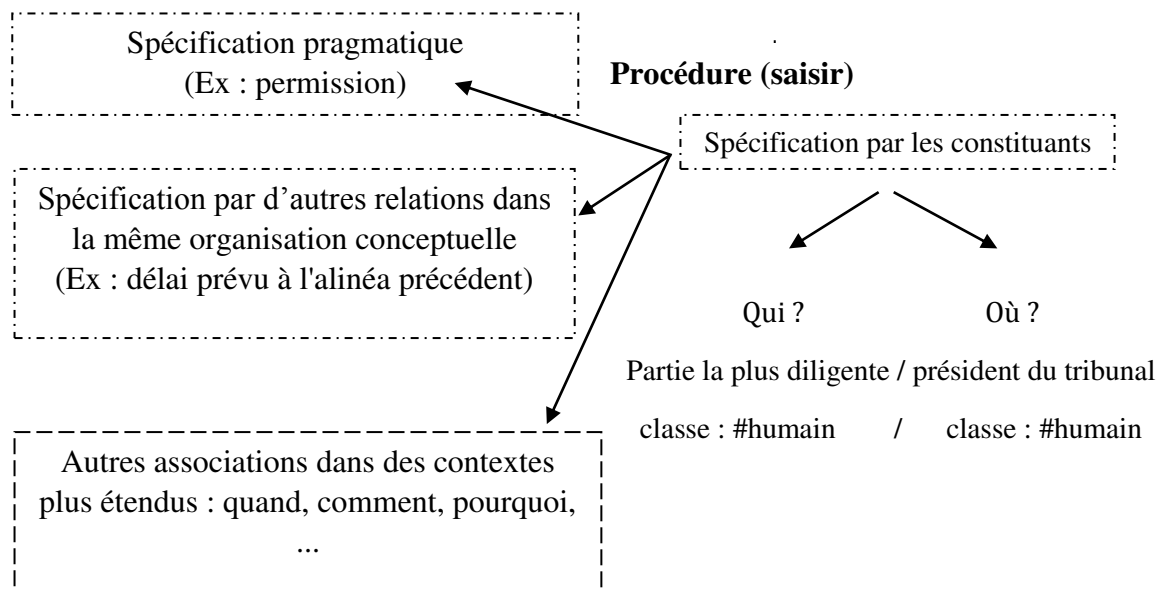 Spécification pragmatique
(Ex : permission)
Procédure (saisir)
Spécification par les constituants
Spécification par d’autres relations dans
la même organisation conceptuelle
(Ex : délai prévu à l'alinéa précédent)
Qui ?
Où ?
Partie la plus diligente / président du tribunal
classe : #humain / classe : #humain
Autres associations dans des contextes
plus étendus : quand, comment, pourquoi,
...